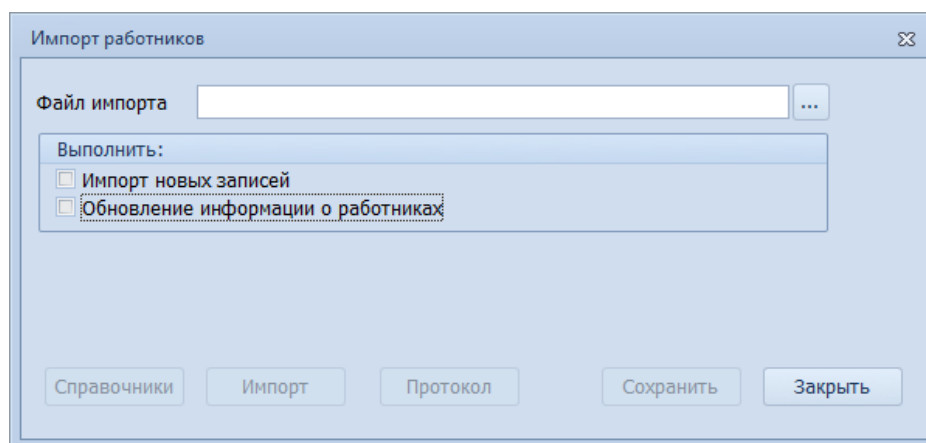 Импорт работников
Файл импорта ...
Выполнить:
Импорт новых записей
Обновление информации о работниках
Справочники Импорт Протокол Сохранить Закрыть